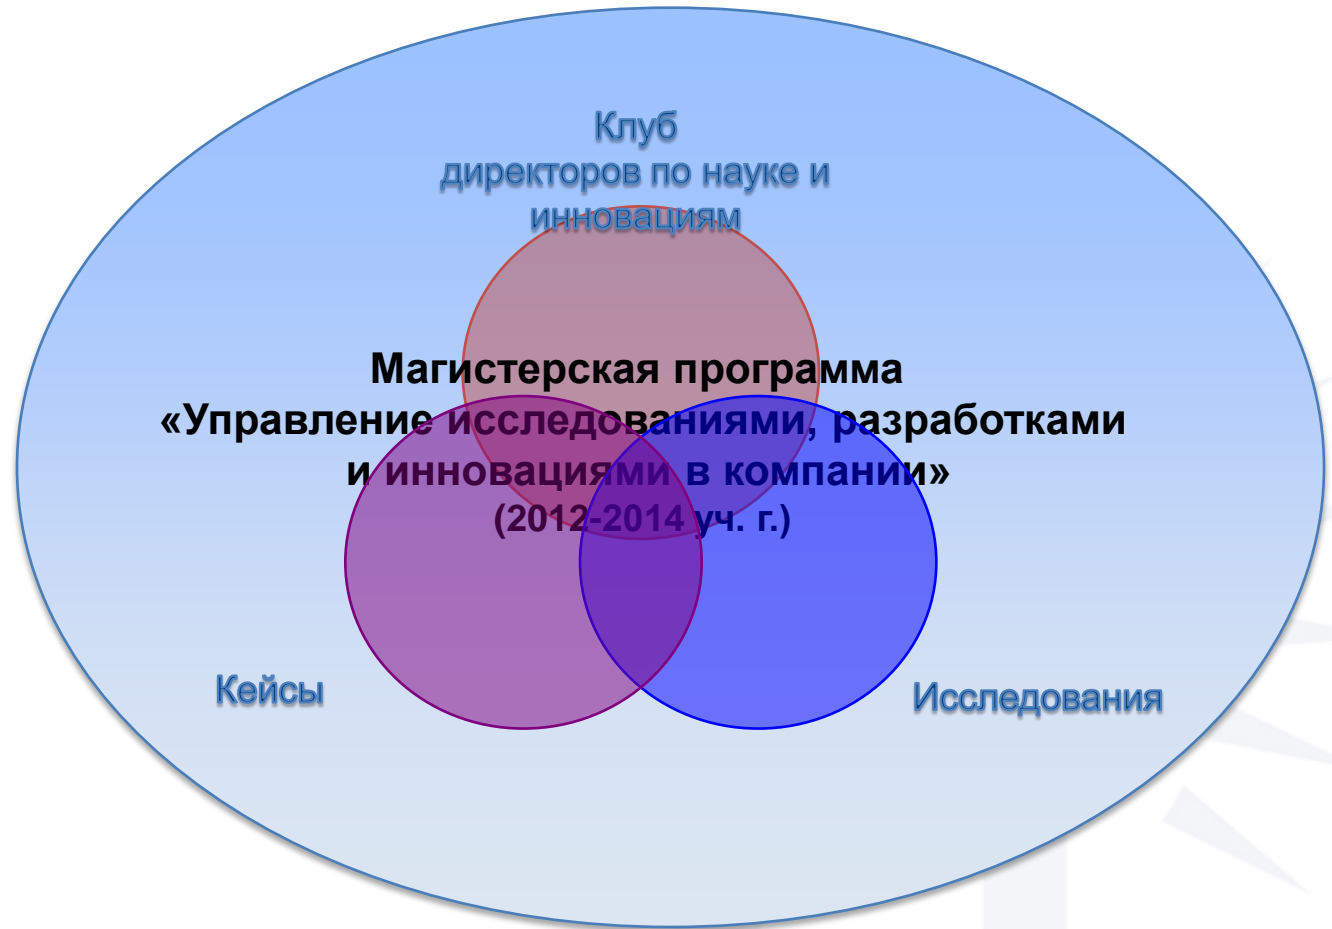 Клуб
директоров по науке и
инновациям
Магистерская программа
«Управление исследованиями, разработками
и инновациями в компании»
(2012-2014 уч. г.)
Кейсы
Исследования